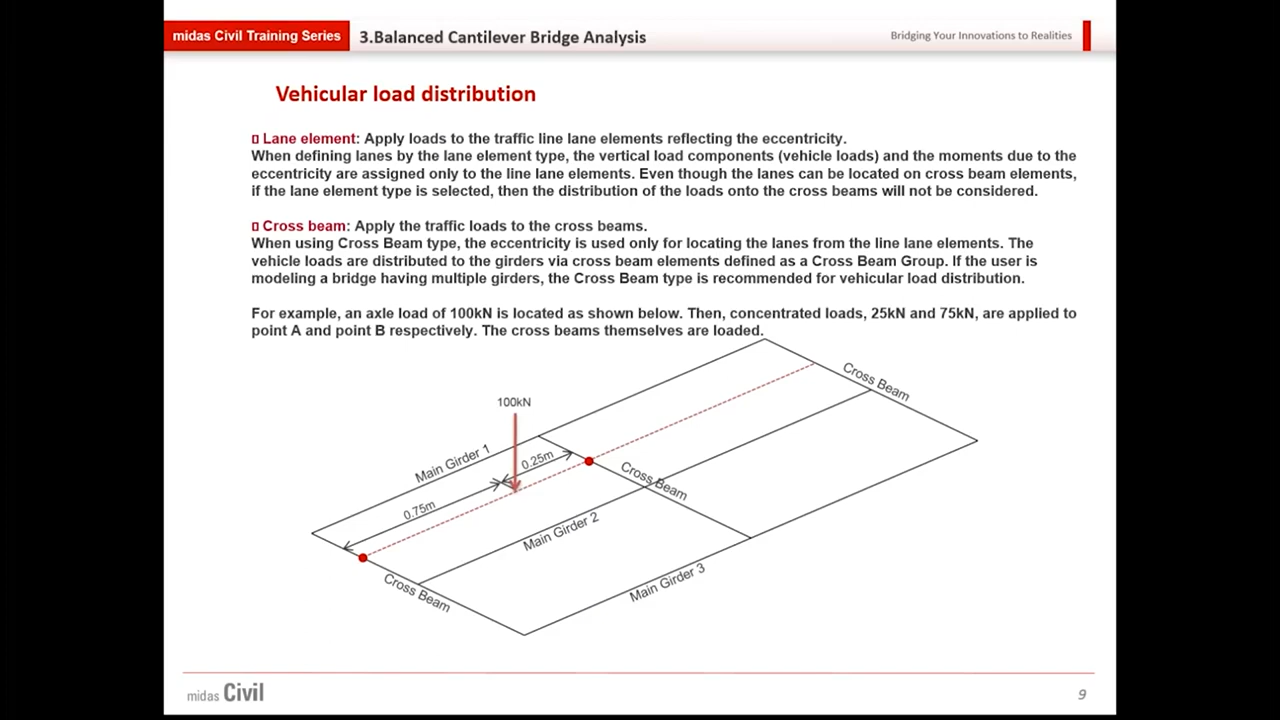 midas Civil Training Series
3.Balanced Cantilever Bridge Analysis
Bridging Your Innovations to Realities
Vehicular load distribution
▯ Lane element: Apply loads to the traffic line lane elements reflecting the eccentricity.
When defining lanes by the lane element type, the vertical load components (vehicle loads) and the moments due to the
eccentricity are assigned only to the line lane elements. Even though the lanes can be located on cross beam elements,
if the lane element type is selected, then the distribution of the loads onto the cross beams will not be considered.
▯ Cross beam: Apply the traffic loads to the cross beams.
When using Cross Beam type, the eccentricity is used only for locating the lanes from the line lane elements. The
vehicle loads are distributed to the girders via cross beam elements defined as a Cross Beam Group. If the user is
modeling a bridge having multiple girders, the Cross Beam type is recommended for vehicular load distribution.
For example, an axle load of 100kN is located as shown below. Then, concentrated loads, 25kN and 75kN, are applied to
point A and point B respectively. The cross beams themselves are loaded.
Cross Beam
100kN
Main Girder 1
0.25m
Cross Beam
0.75m
Main Girder 2
Main Girder 3
Cross Beam
midas Civil
9